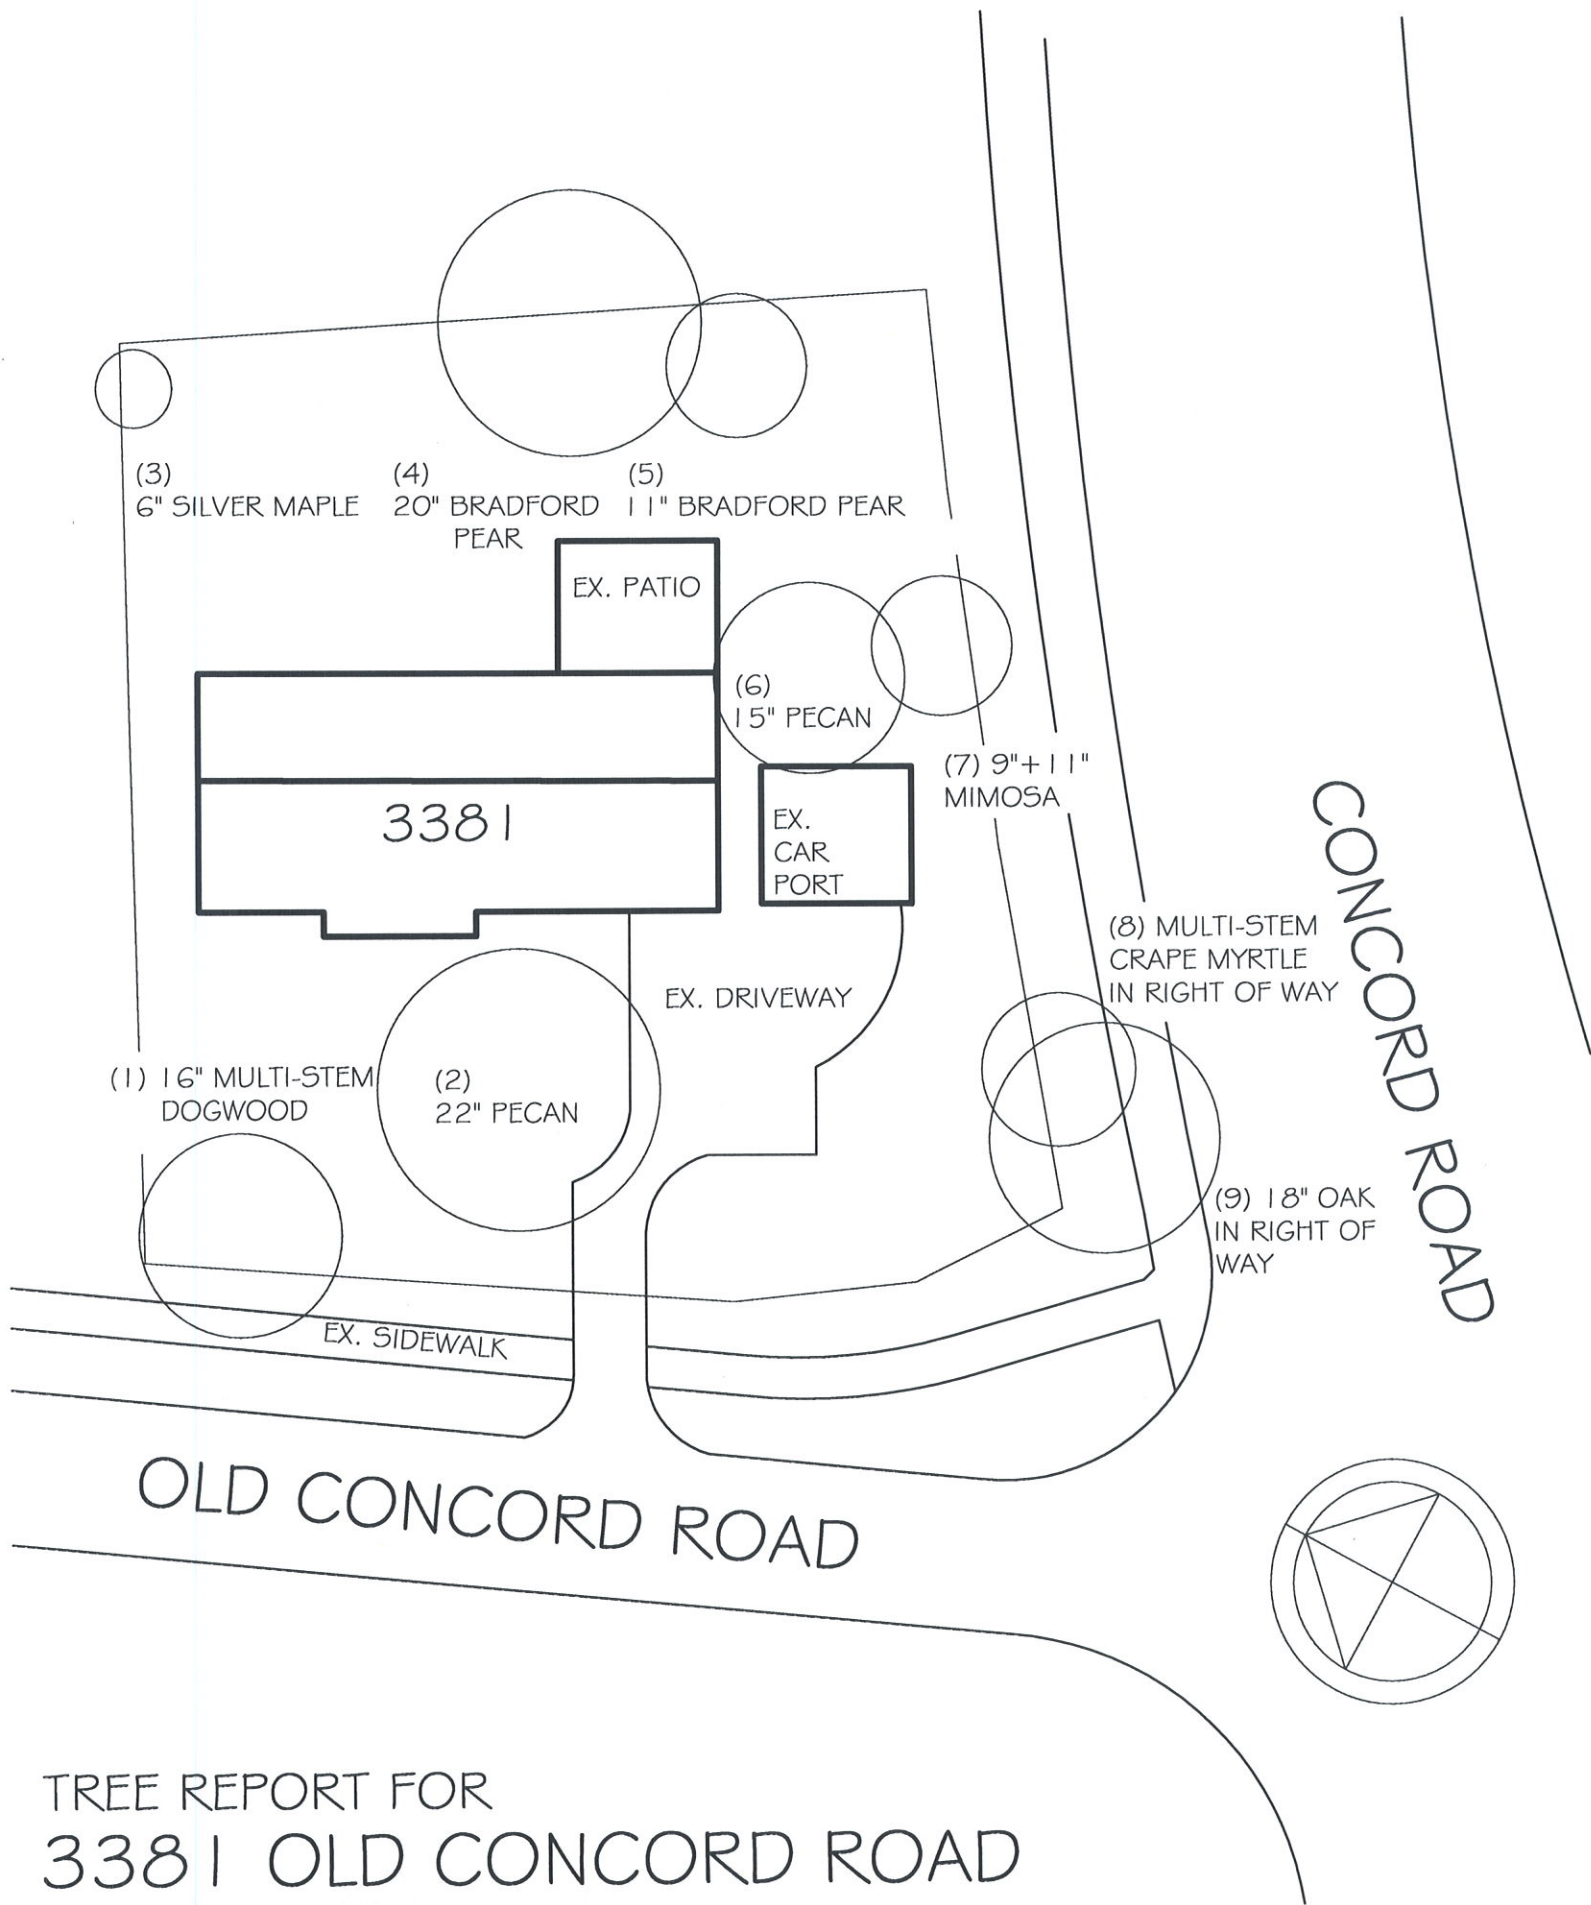 (3)
6" SILVER MAPLE
(4)
20" BRADFORD
PEAR
(5)
11" BRADFORD PEAR
EX. PATIO
(6)
15" PECAN
(7) 9"+11"
MIMOSA
3381
EX.
CAR
PORT
(8) MULTI-STEM
CRAPE MYRTLE
IN RIGHT OF WAY
CONCORD ROAD
EX. DRIVEWAY
(1) 16" MULTI-STEM
DOGWOOD
(2)
22" PECAN
(9) 18" OAK
IN RIGHT OF
WAY
EX. SIDEWALK
OLD CONCORD ROAD
TREE REPORT FOR
3381 OLD CONCORD ROAD